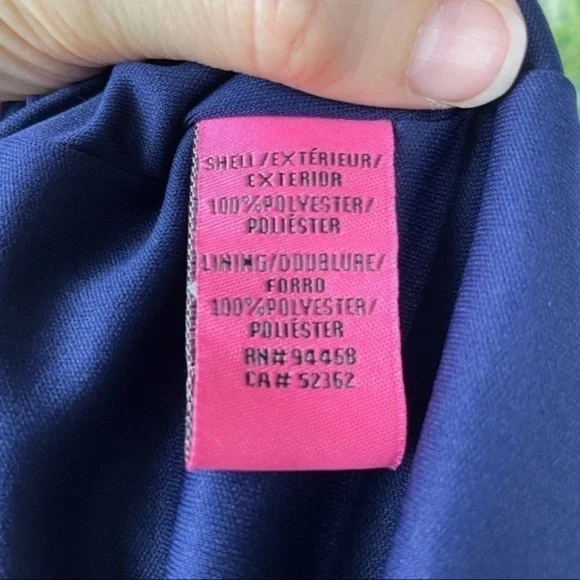 SHELL/EXTÉRIEUR/
EXTERIOR
100%POLYESTER/
POLIÉSTER
LINING/DOUBLURE/
FORRO
100%POLYESTER/
POLIÉSTER
RN# 94468
CA# 52362